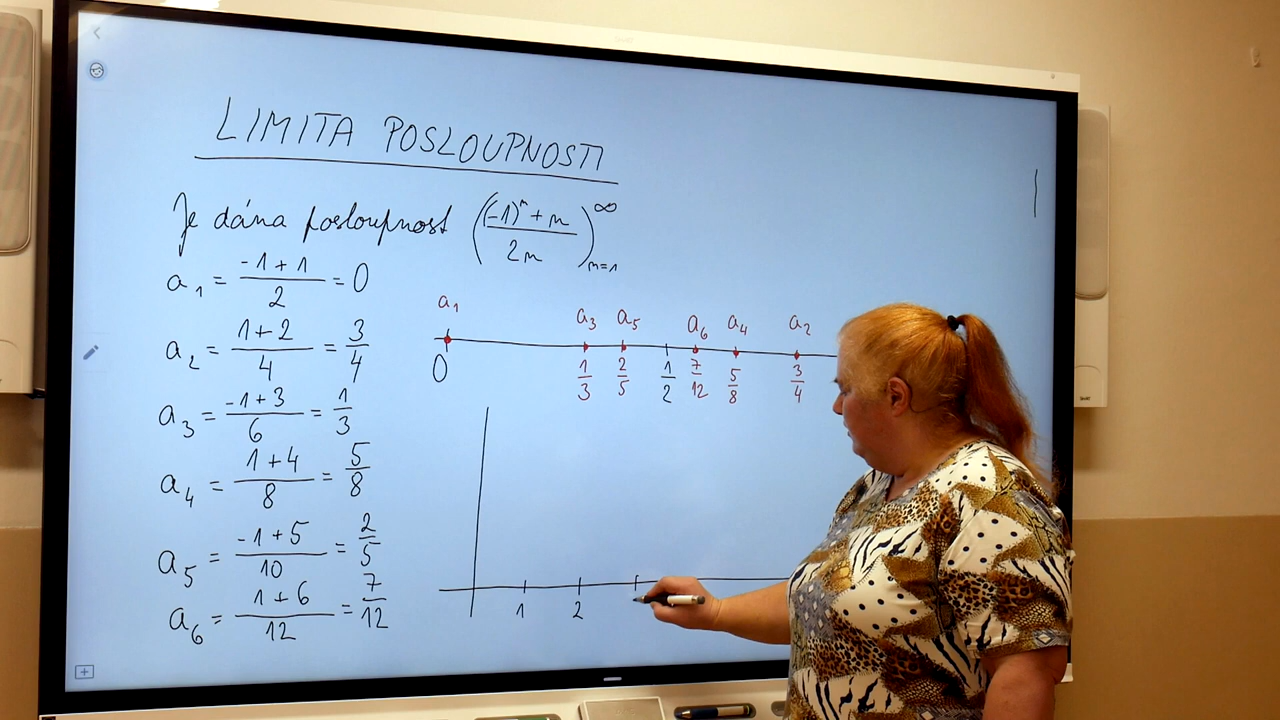 LIMITA POSLOUPNOSTI
Je dána posloupnost ((-1)ⁿ + n / 2n)∞ n=1
a₁ = -1+1 / 2 = 0
a₂ = 1+2 / 4 = 3/4
a₃ = -1+3 / 6 = 1/3
a₄ = 1+4 / 8 = 5/8
a₅ = -1+5 / 10 = 2/5
a₆ = 1+6 / 12 = 7/12
a₁ a₃ a₅ a₆ a₄ a₂
0 1/3 2/5 1/2 7/12 5/8 3/4
1 2